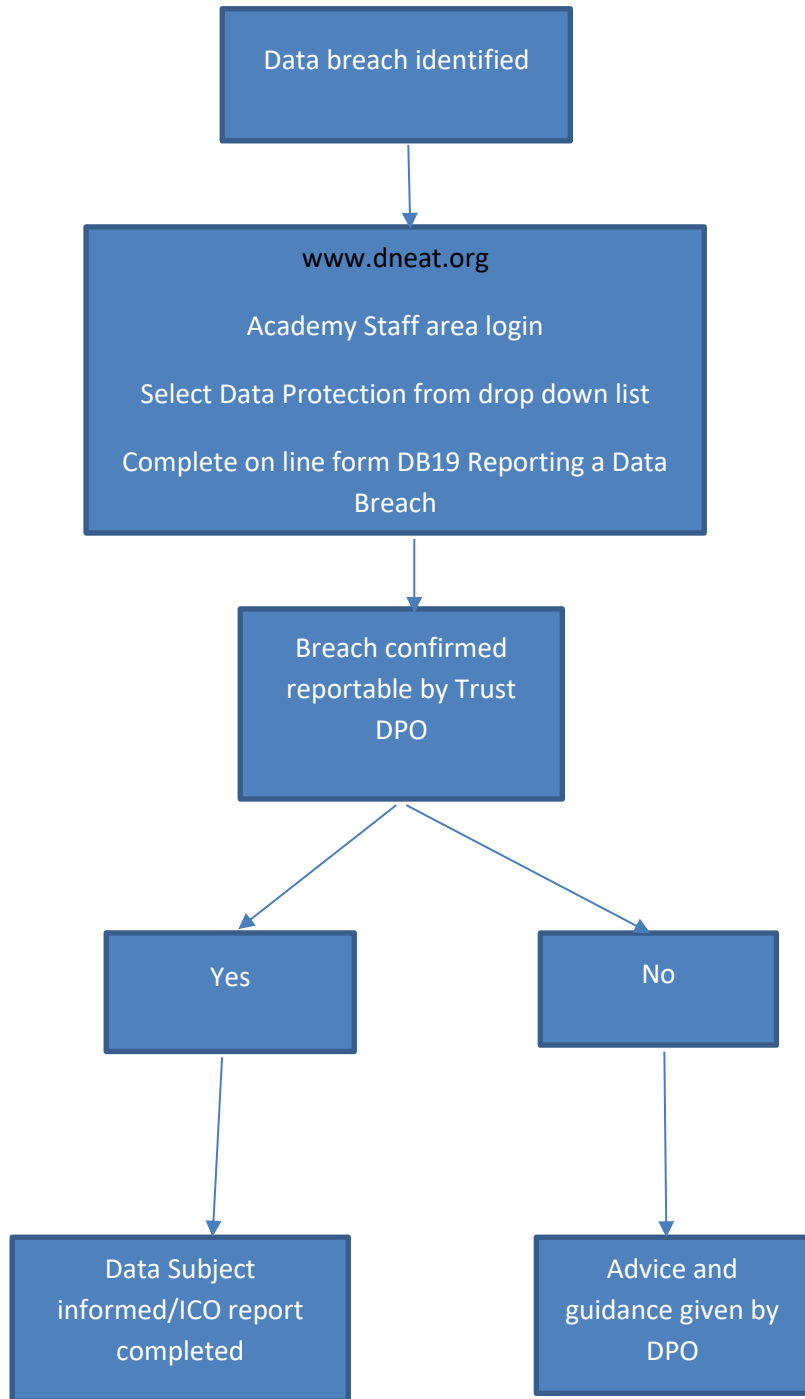 Data breach identified
www.dneat.org
Academy Staff area login
Select Data Protection from drop down list
Complete on line form DB19 Reporting a Data
Breach
Breach confirmed
reportable by Trust
DPO
Yes
No
Data Subject
informed/ICO report
completed
Advice and
guidance given by
DPO